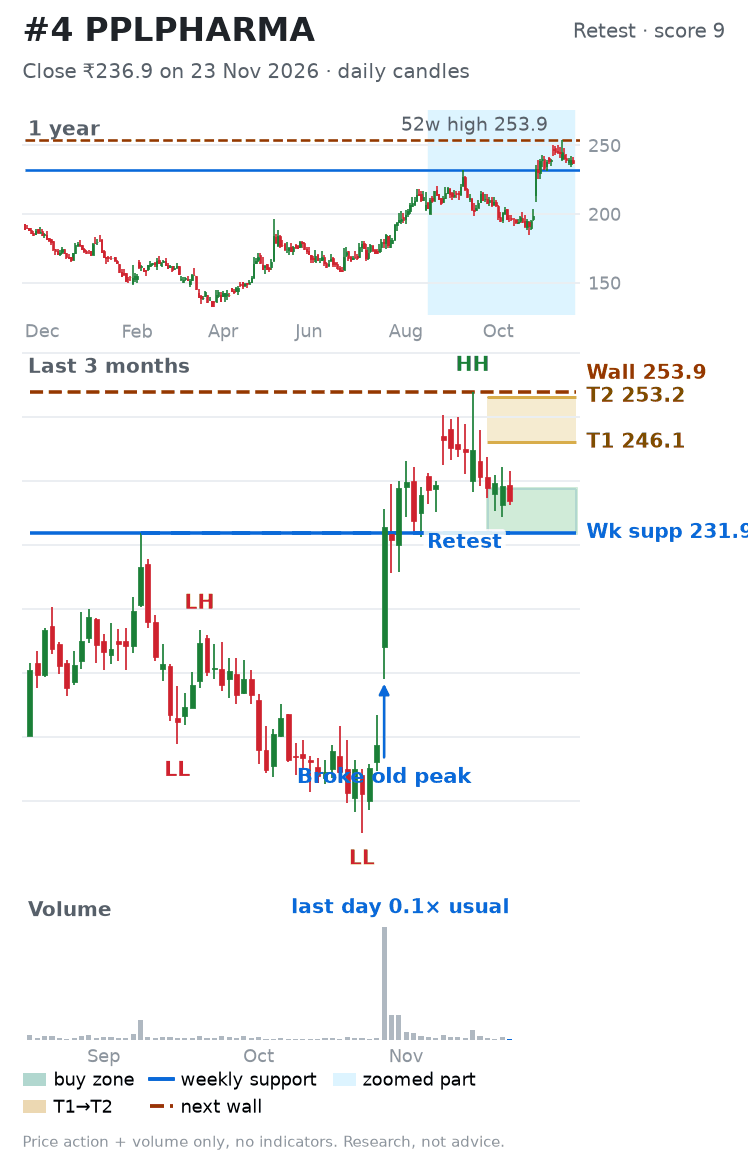 #4 PPLPHARMA
Retest · score 9
Close ₹236.9 on 23 Nov 2026 · daily candles
1 year
52w high 253.9
250
200
150
Dec Feb Apr Jun Aug Oct
Last 3 months
HH
Wall 253.9
T2 253.2
T1 246.1
Wk supp 231.9
Retest
LH
LL
Broke old peak
LL
Volume
last day 0.1× usual
Sep Oct Nov
buy zone weekly support zoomed part
T1→T2 next wall
Price action + volume only, no indicators. Research, not advice.